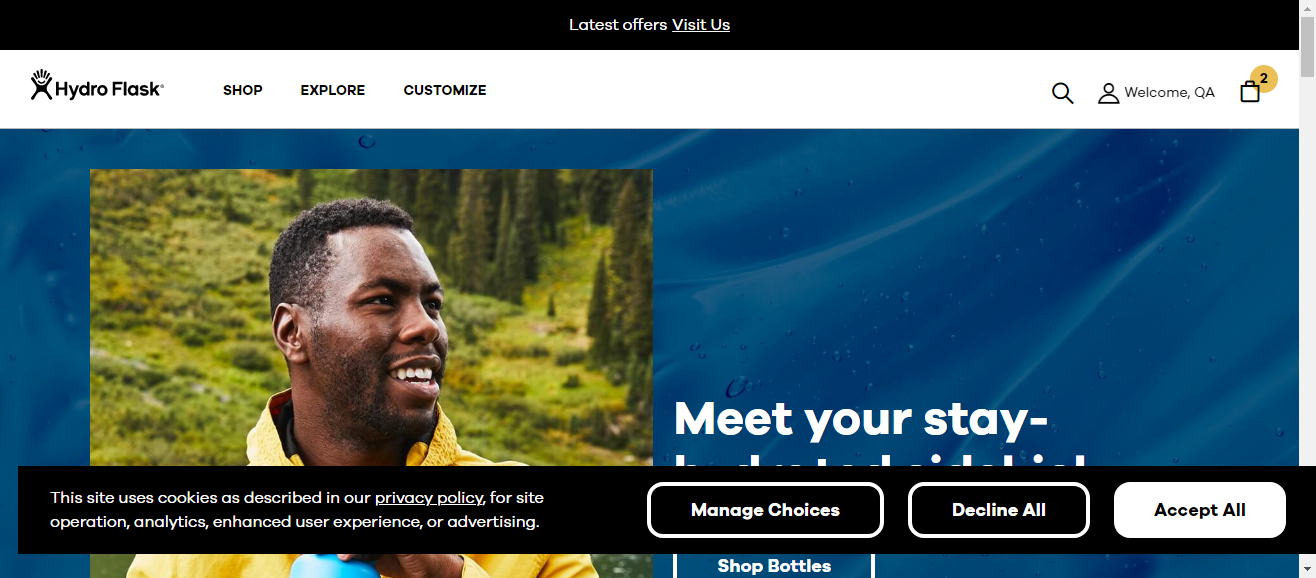 Latest offers Visit Us
Hydro Flask
SHOP EXPLORE CUSTOMIZE
Welcome, QA
2
Meet your stay-
This site uses cookies as described in our privacy policy, for site
operation, analytics, enhanced user experience, or advertising.
Manage Choices
Decline All
Accept All
Shop Bottles